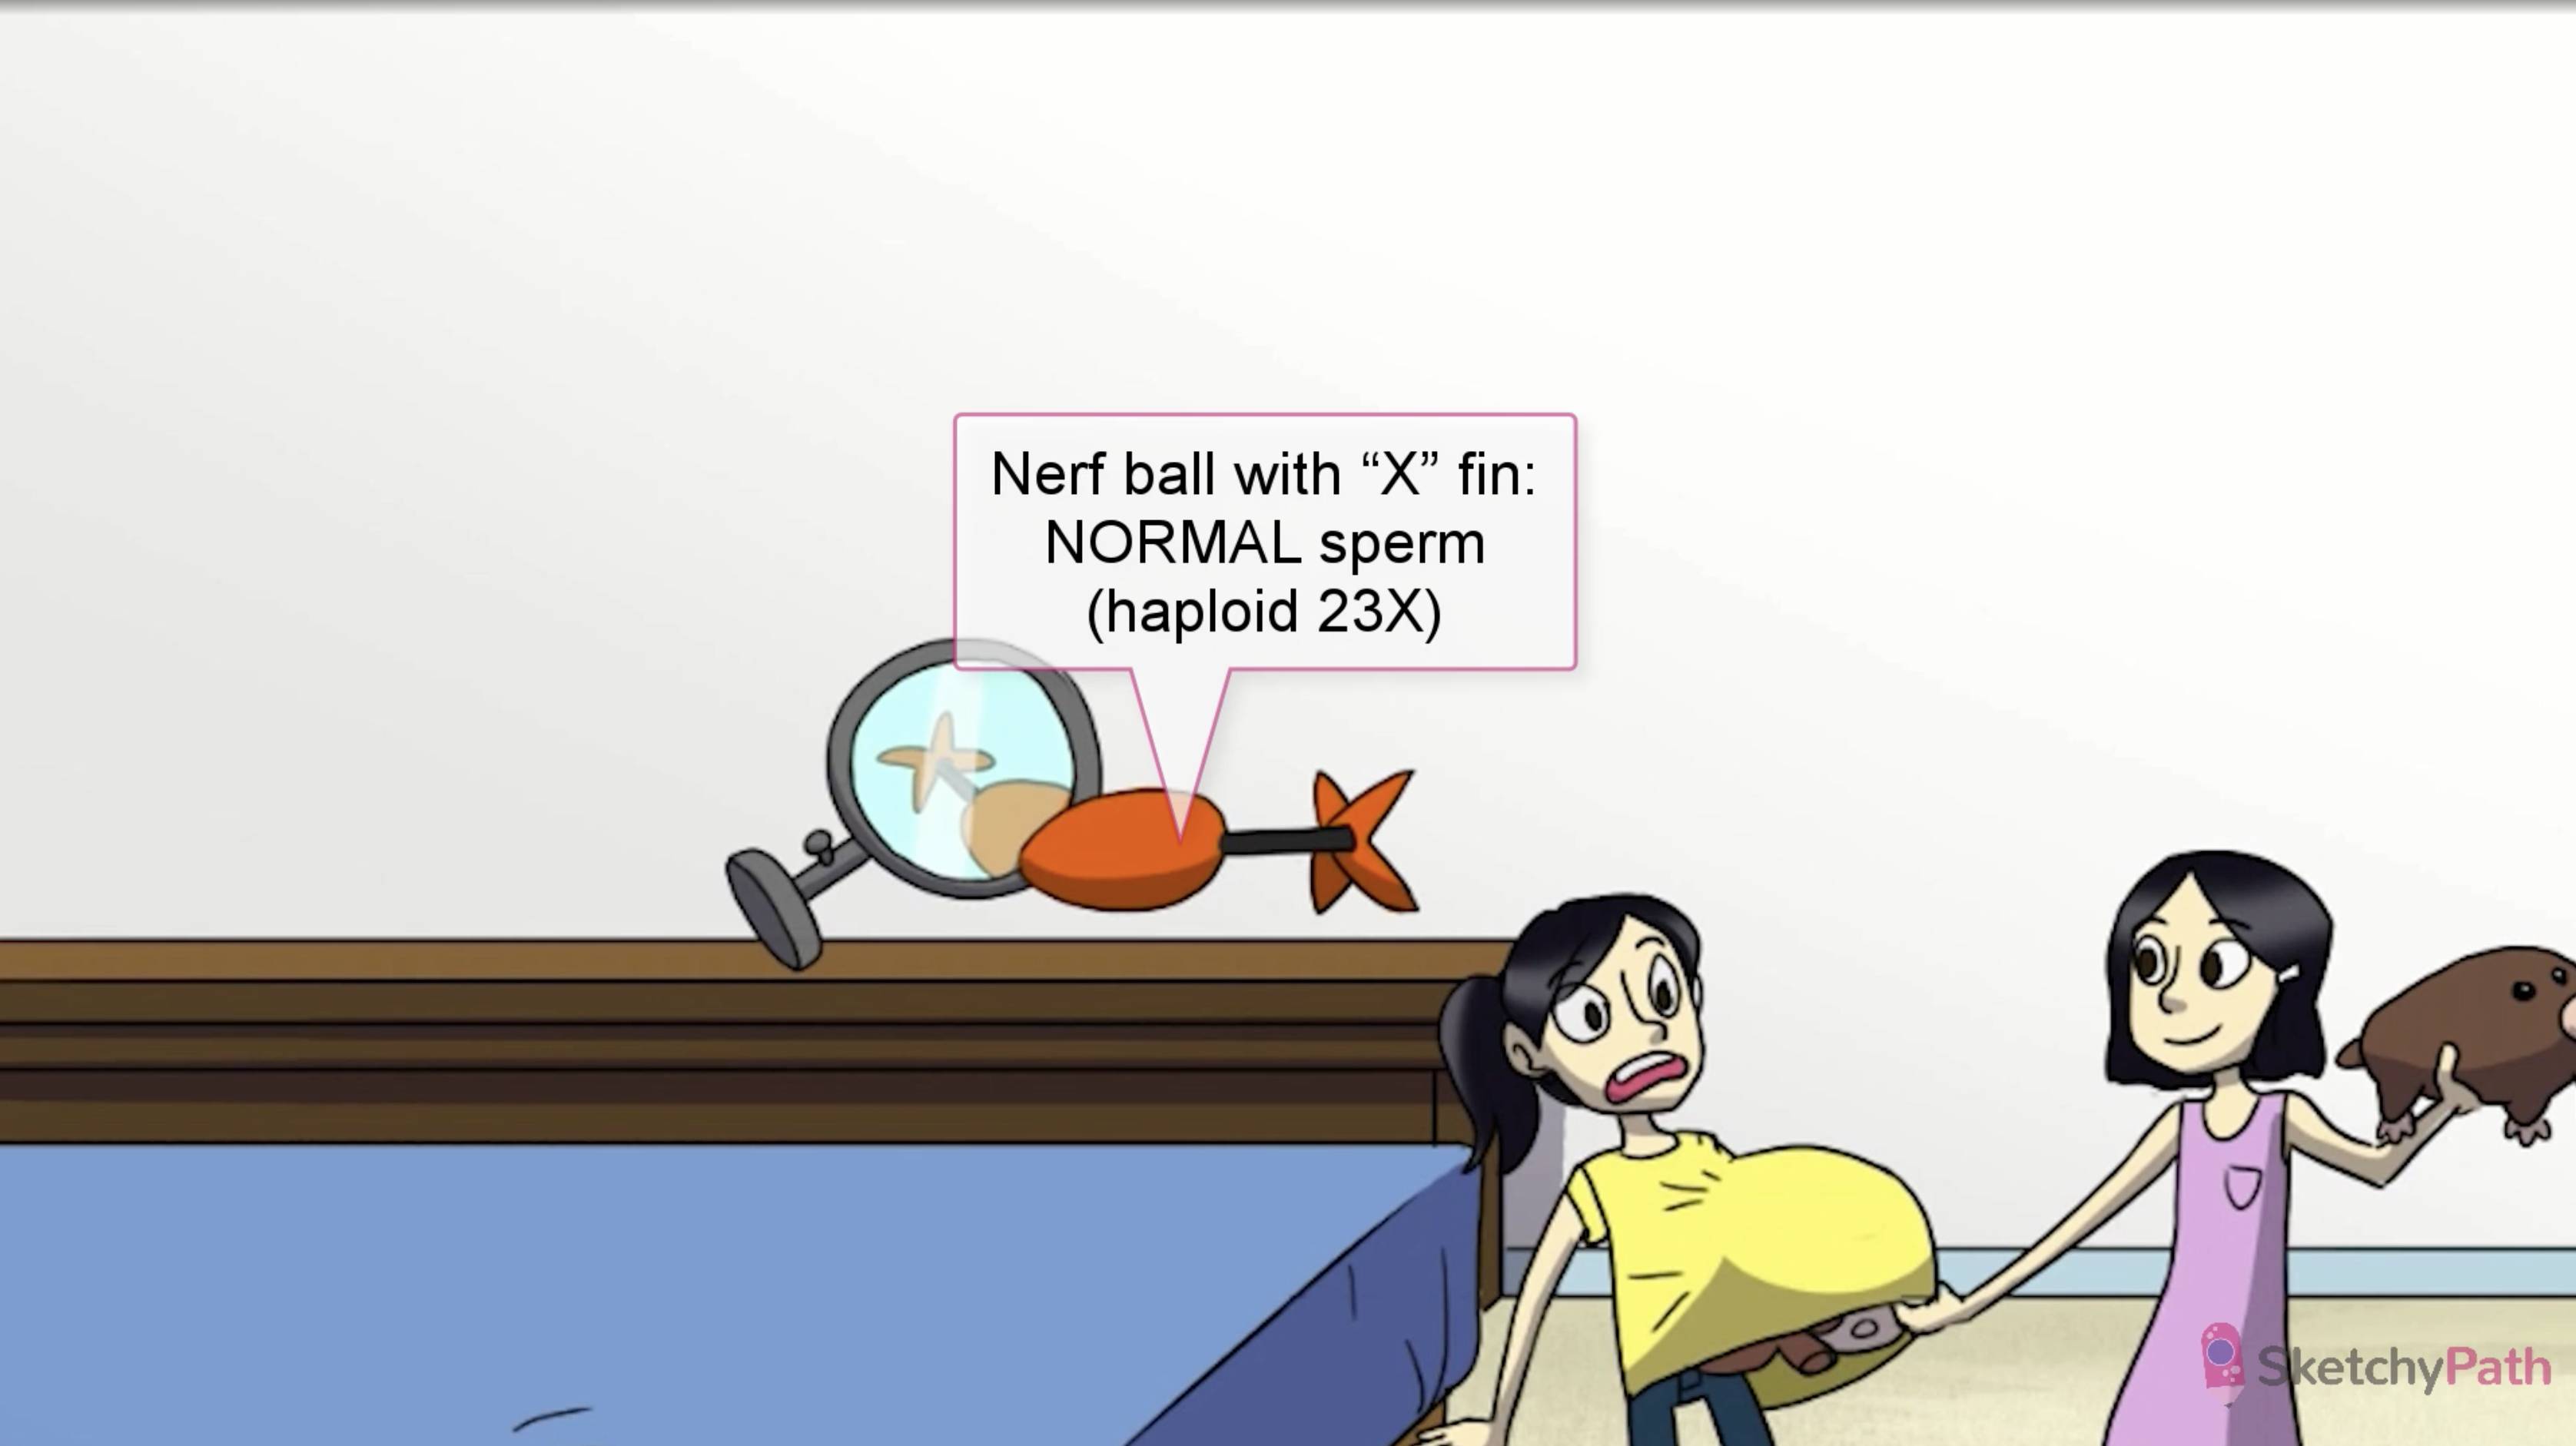 Nerf ball with “X” fin:
NORMAL sperm
(haploid 23X)
SketchyPath